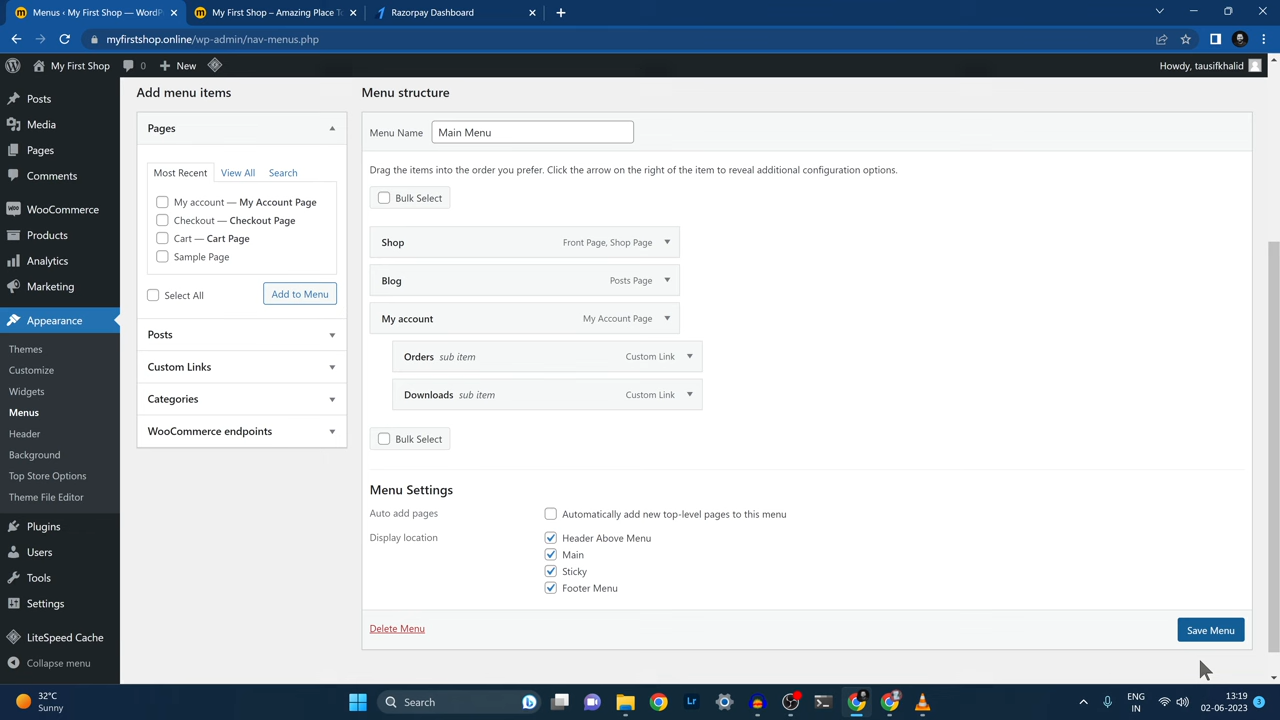 Menus ‹ My First Shop — WordP
My First Shop – Amazing Place To
Razorpay Dashboard
myfirstshop.online/wp-admin/nav-menus.php
My First Shop
0
New
Howdy, tausifkhalid
Posts
Media
Pages
Comments
WooCommerce
Products
Analytics
Marketing
Appearance
Themes
Customize
Widgets
Menus
Header
Background
Top Store Options
Theme File Editor
Plugins
Users
Tools
Settings
LiteSpeed Cache
Collapse menu
Add menu items
Pages
Most Recent View All Search
My account — My Account Page
Checkout — Checkout Page
Cart — Cart Page
Sample Page
Select All
Add to Menu
Posts
Custom Links
Categories
WooCommerce endpoints
Menu structure
Menu Name Main Menu
Drag the items into the order you prefer. Click the arrow on the right of the item to reveal additional configuration options.
Bulk Select
Shop Front Page, Shop Page
Blog Posts Page
My account My Account Page
Orders sub item Custom Link
Downloads sub item Custom Link
Bulk Select
Menu Settings
Auto add pages Automatically add new top-level pages to this menu
Display location Header Above Menu
Main
Sticky
Footer Menu
Delete Menu
Save Menu
32°C
Sunny
Search
Lr
ENG
IN
13:19
02-06-2023
3